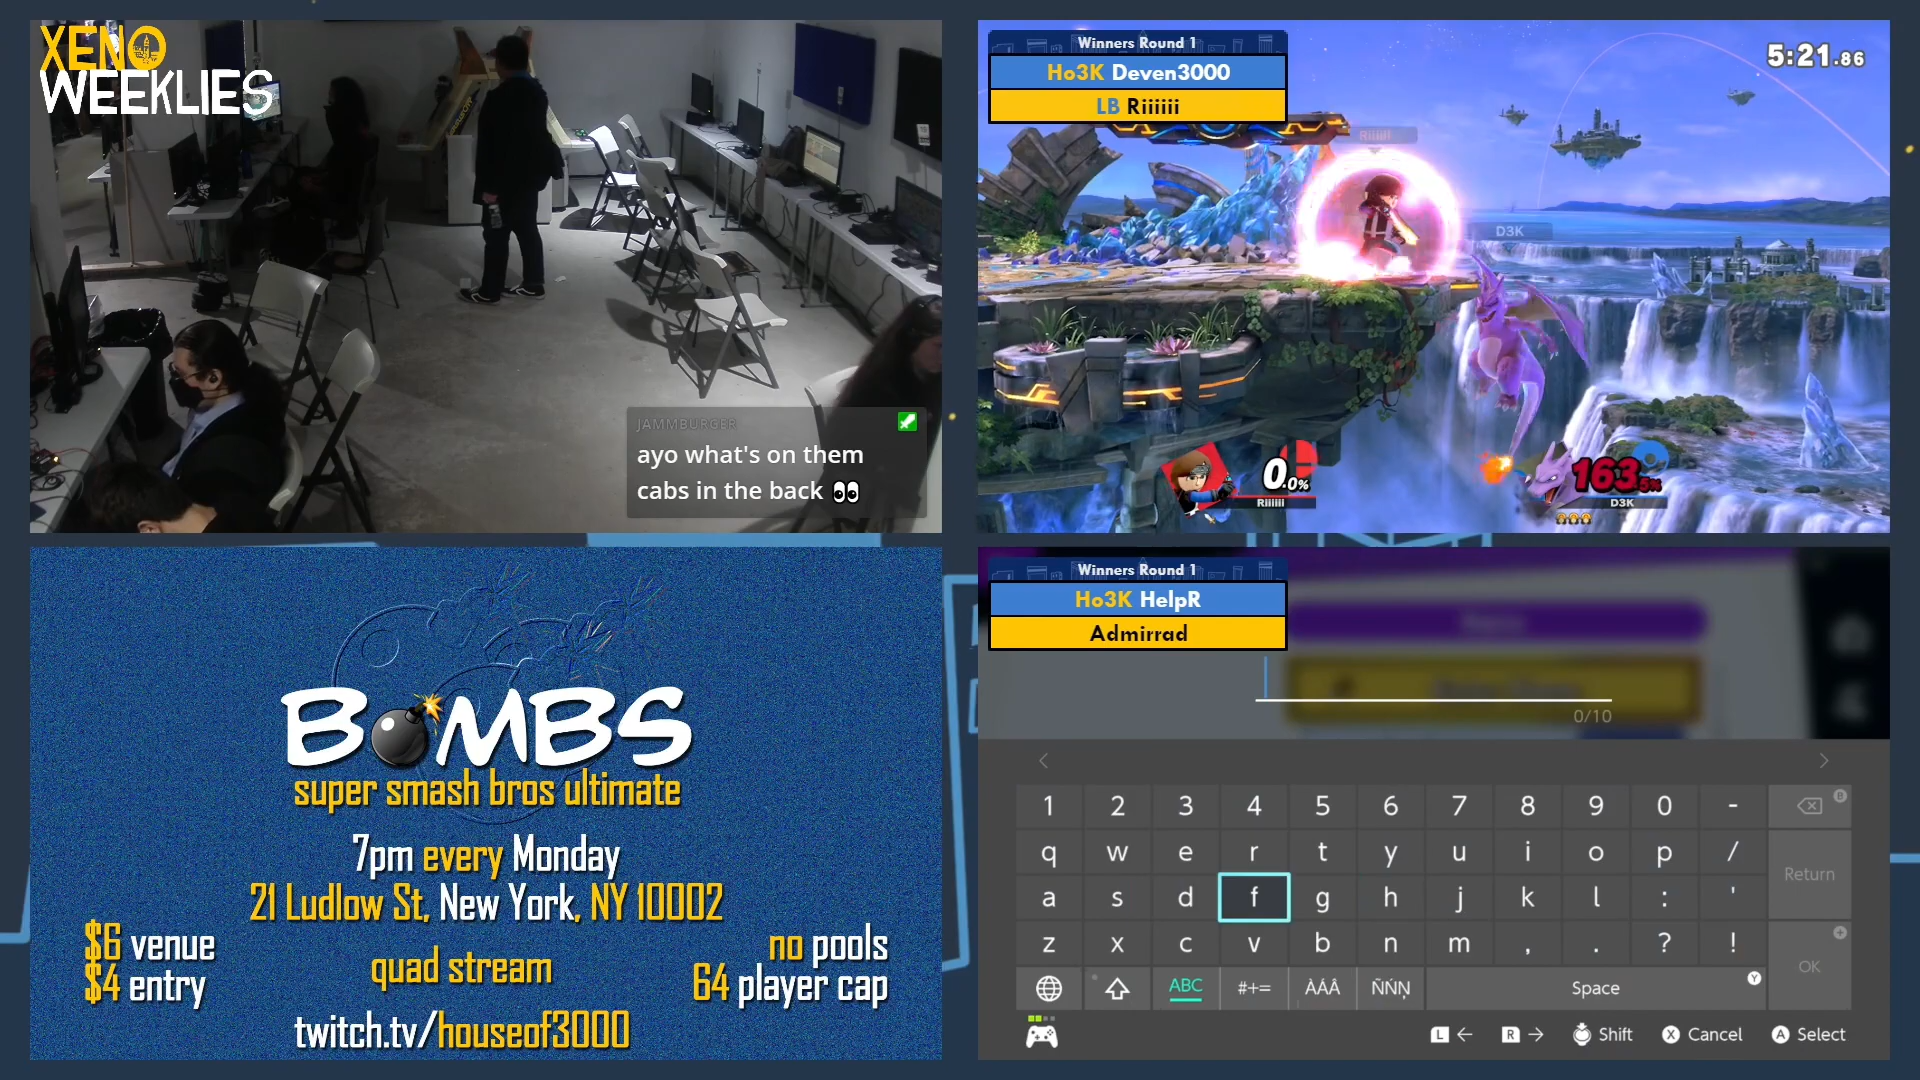 XENO
WEEKLIES
JAMMBURGER
ayo what's on them
cabs in the back 👀
Winners Round 1
Ho3K Deven3000
LB Riiiiii
5:21.86
Riiiiii
D3K
0.0%
Riiiiii
163.5%
D3K
BOMBS
super smash bros ultimate
7pm every Monday
21 Ludlow St, New York, NY 10002
$6 venue
$4 entry
quad stream
no pools
64 player cap
twitch.tv/houseof3000
Winners Round 1
Ho3K HelpR
Admirrad
0/10
1 2 3 4 5 6 7 8 9 0 -
q w e r t y u i o p /
Return
a s d f g h j k l : '
z x c v b n m , . ? !
OK
ABC #+= ÀÁÂ ÑŃŅ Space
L ← R → Shift X Cancel A Select